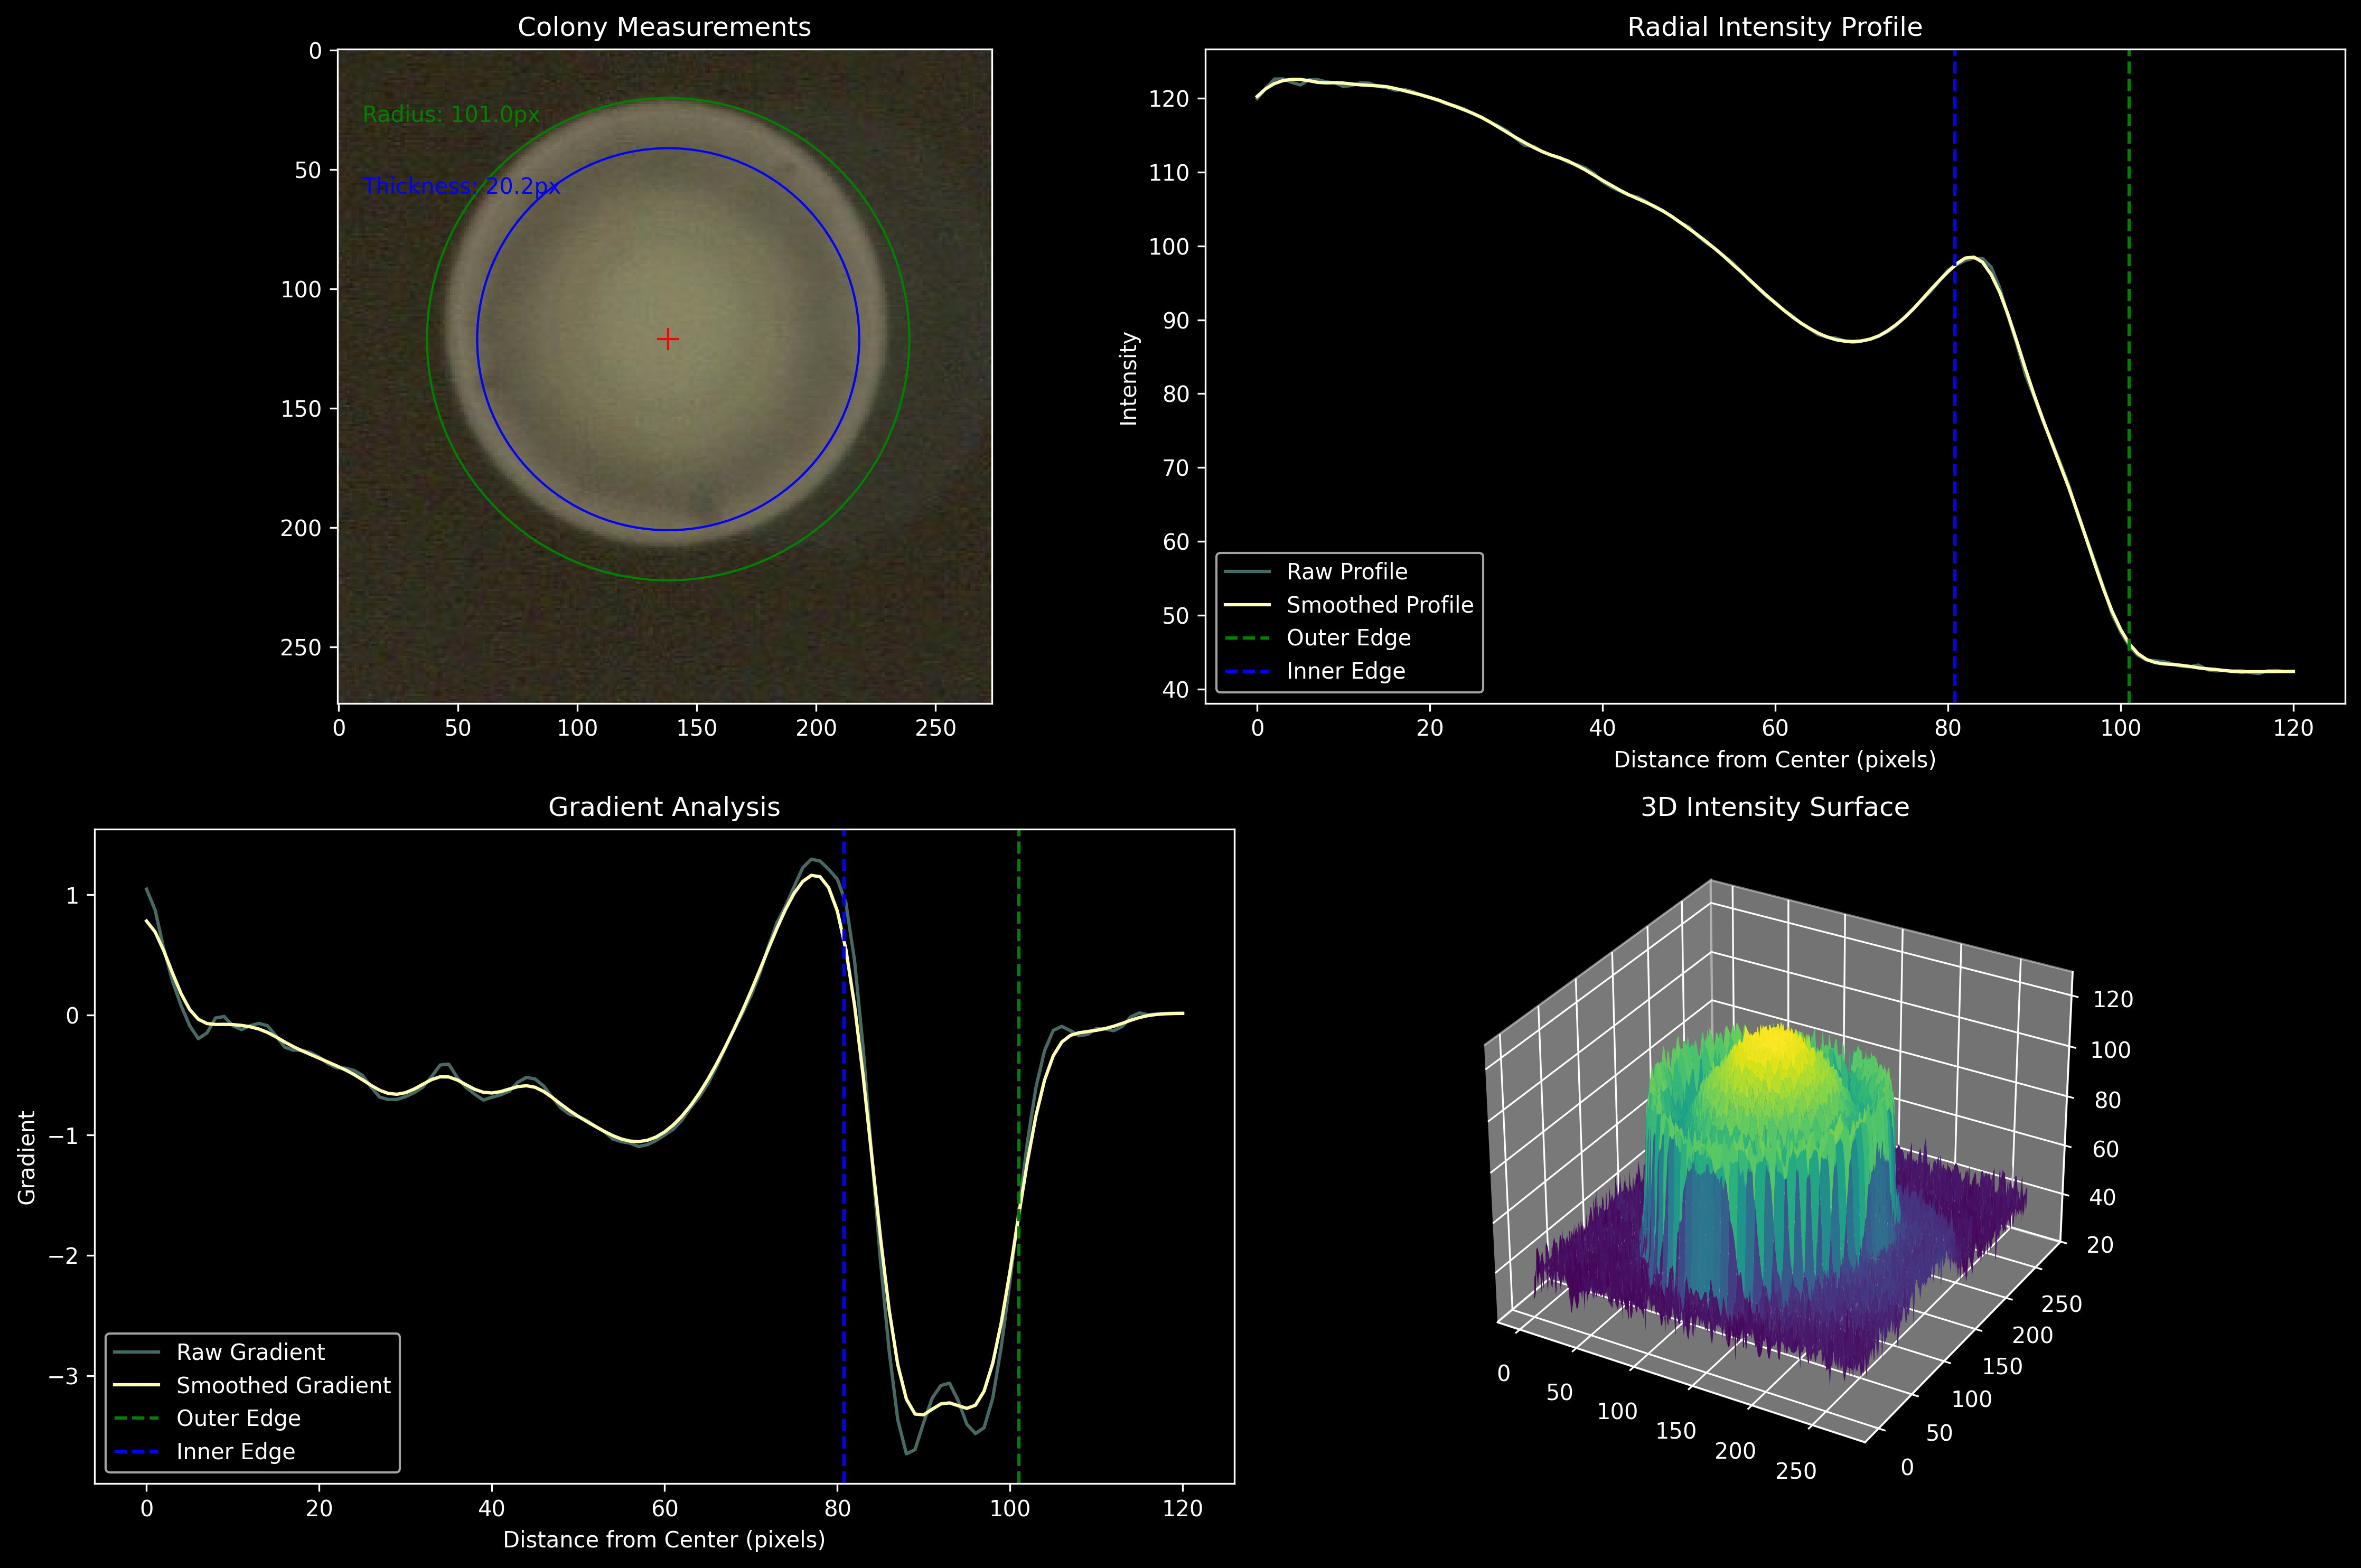 Colony Measurements
0
50
100
150
200
250
Radius: 101.0px
Thickness: 20.2px
0 50 100 150 200 250
Radial Intensity Profile
Intensity
120
110
100
90
80
70
60
50
40
Raw Profile
Smoothed Profile
Outer Edge
Inner Edge
0 20 40 60 80 100 120
Distance from Center (pixels)
Gradient Analysis
Gradient
1
0
−1
−2
−3
Raw Gradient
Smoothed Gradient
Outer Edge
Inner Edge
0 20 40 60 80 100 120
Distance from Center (pixels)
3D Intensity Surface
120
100
80
60
40
20
0 50 100 150 200 250
0 50 100 150 200 250